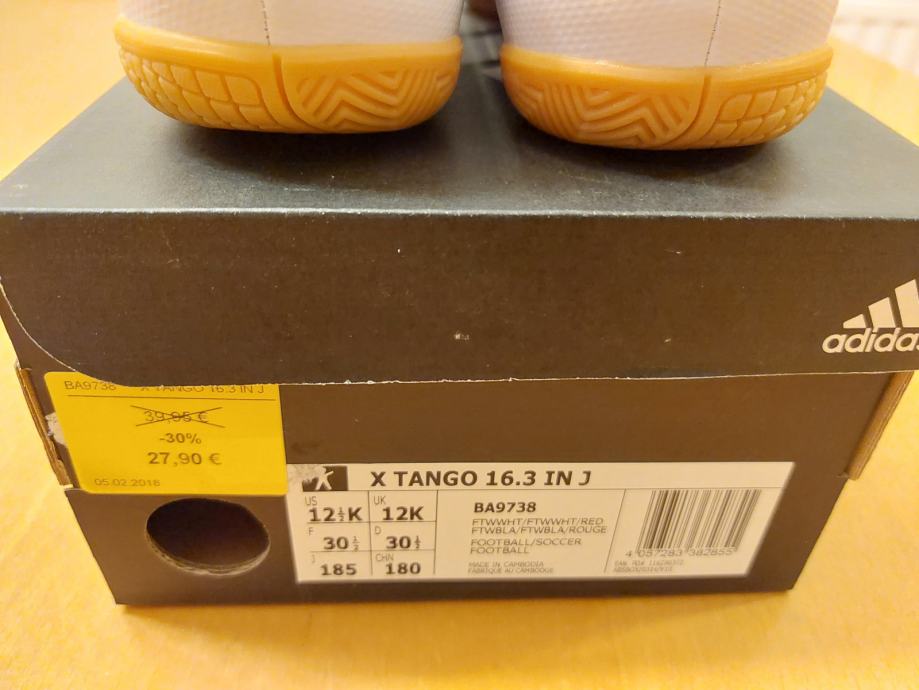 adidas
BA9738 X TANGO 16.3 IN J
39,95 €
-30%
27,90 €
05.02.2018
X TANGO 16.3 IN J
US 12½K UK 12K
F 30½ D 30½
J 185 CHN 180
BA9738
FTWWHT/FTWWHT/RED
FTWBLA/FTWBLA/ROUGE
FOOTBALL/SOCCER
FOOTBALL
MADE IN CAMBODIA
FABRIQUE AU CAMBODGE
4 057283 382855